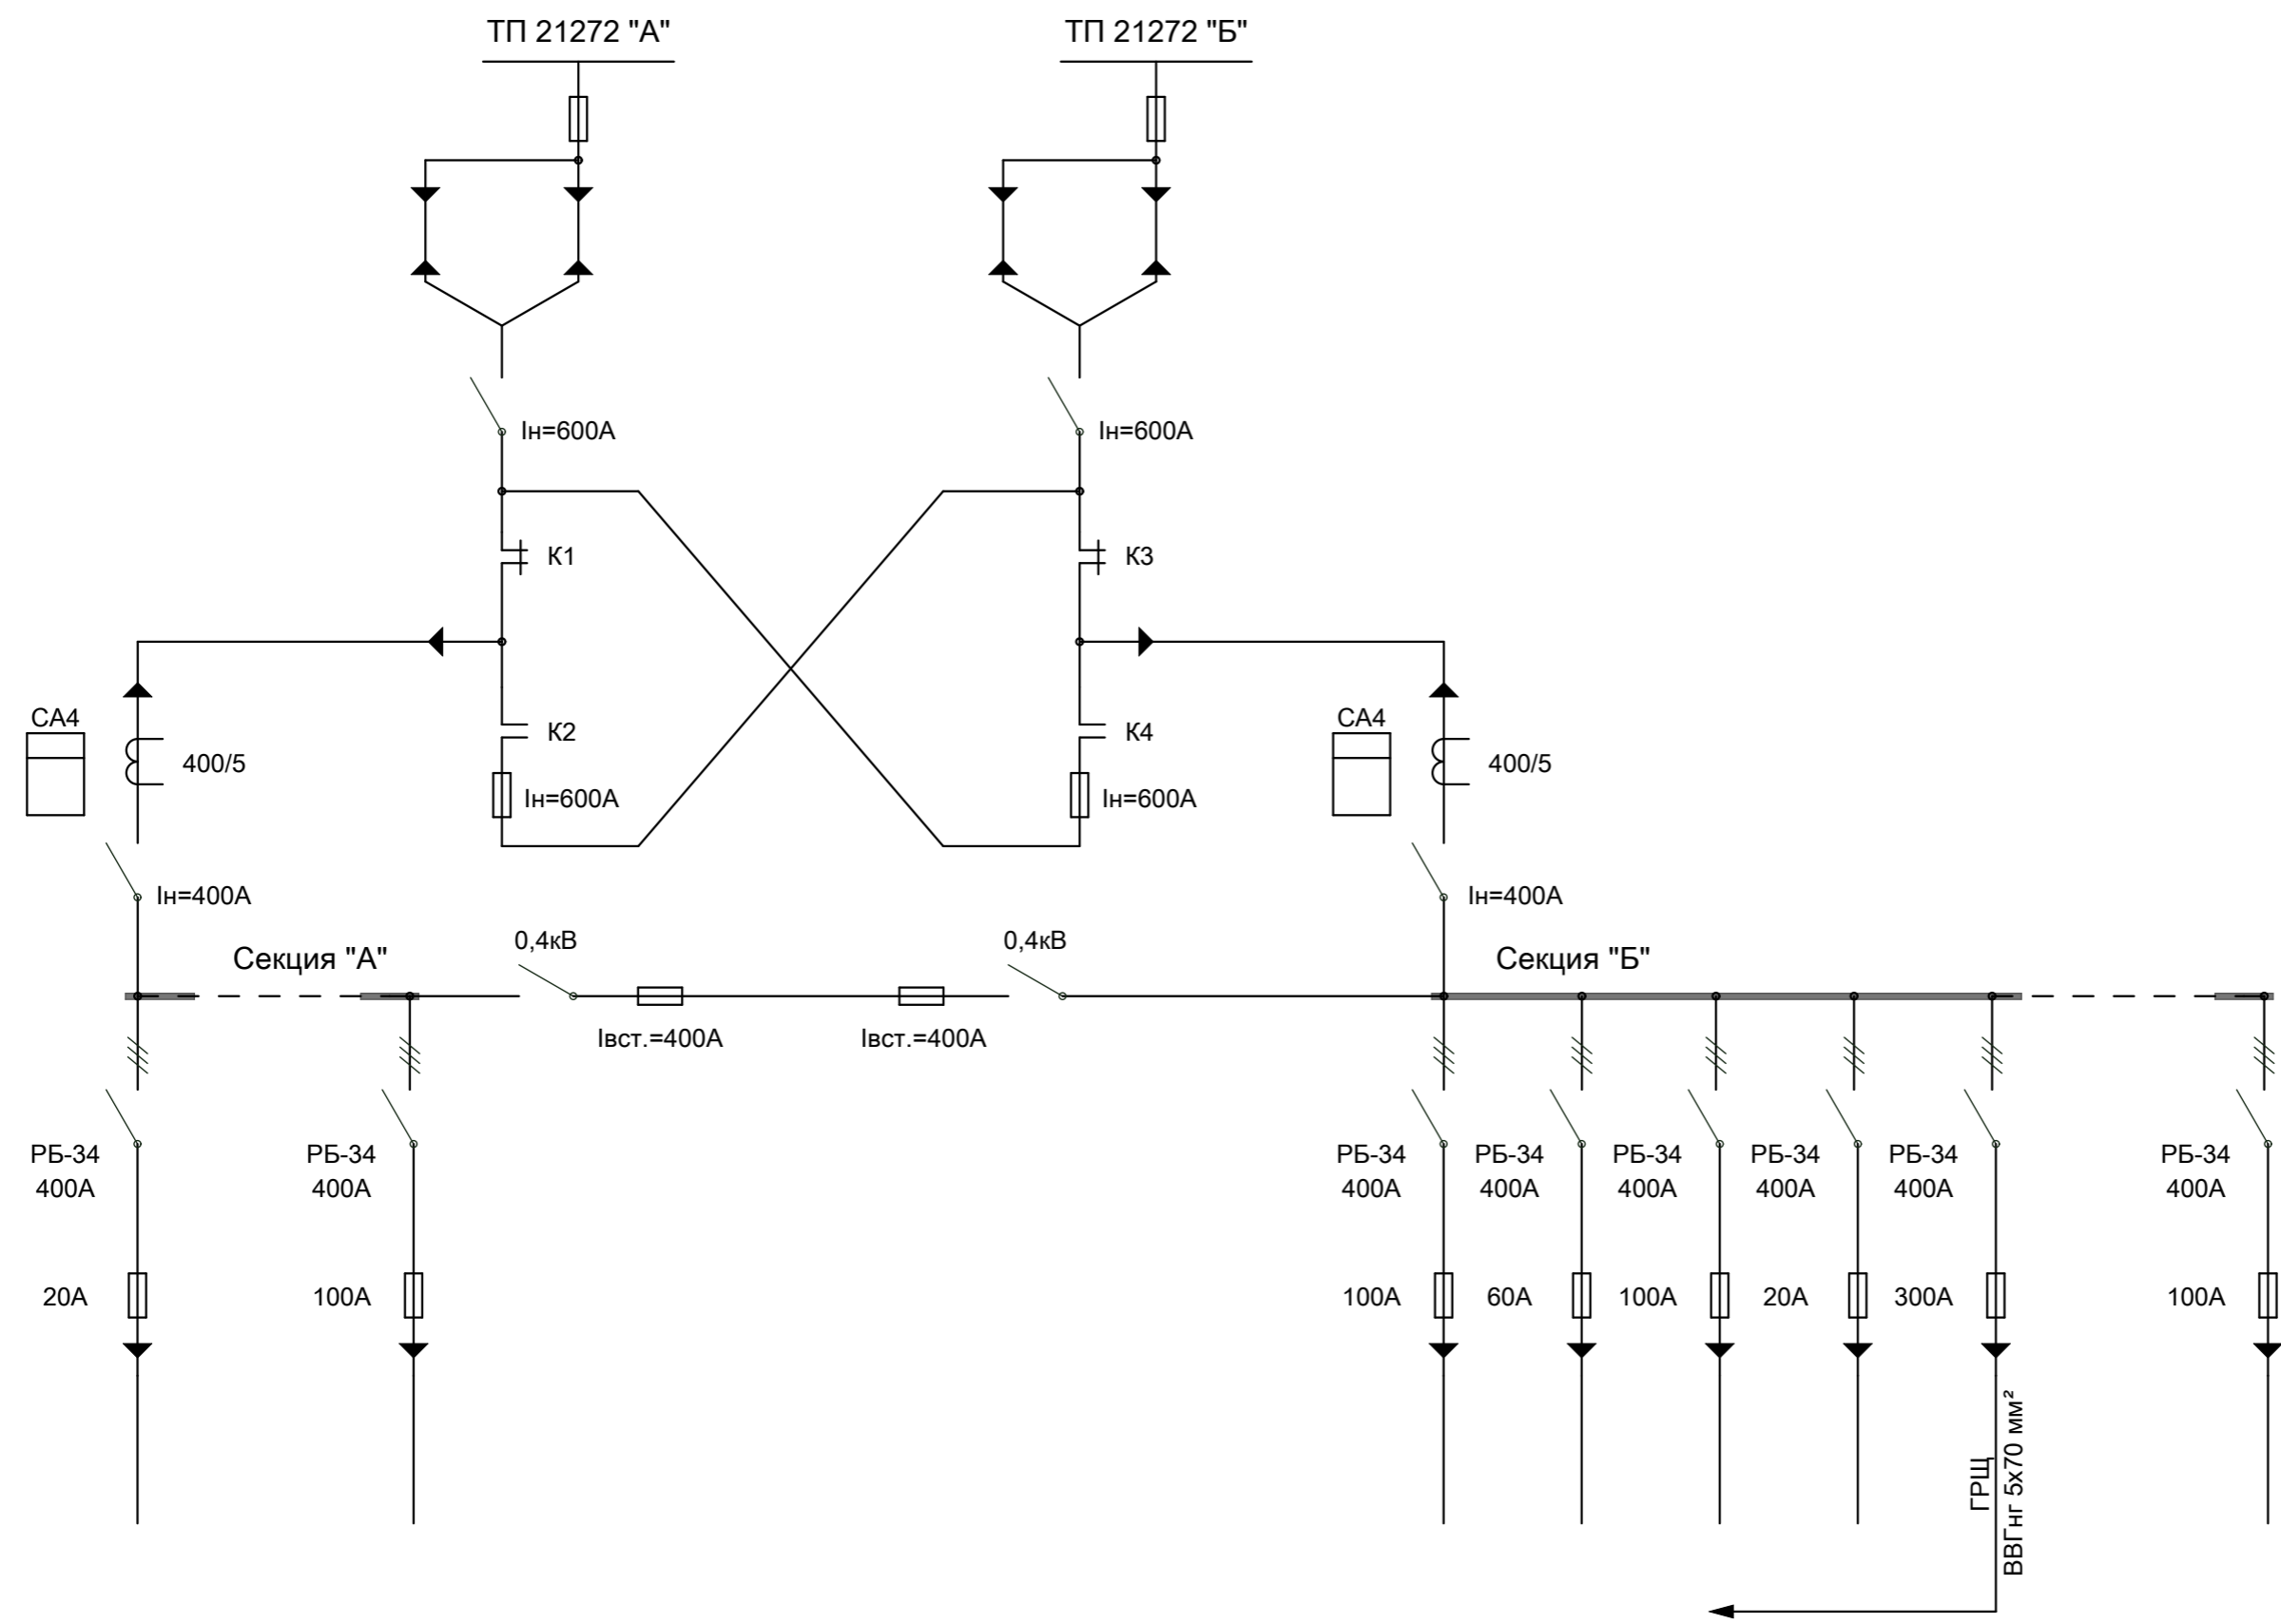 ТП 21272 "А"
ТП 21272 "Б"
Iн=600А
Iн=600А
К1
К3
СА4
400/5
К2
К4
СА4
400/5
Iн=600А
Iн=600А
Iн=400А
Iн=400А
Секция "А"
0,4кВ
0,4кВ
Секция "Б"
Iвст.=400А
Iвст.=400А
РБ-34
400А
РБ-34
400А
РБ-34
400А
РБ-34
400А
РБ-34
400А
РБ-34
400А
РБ-34
400А
РБ-34
400А
20А
100А
100А
60А
100А
20А
300А
100А
ГРЩ
ВВГнг 5х70 мм²